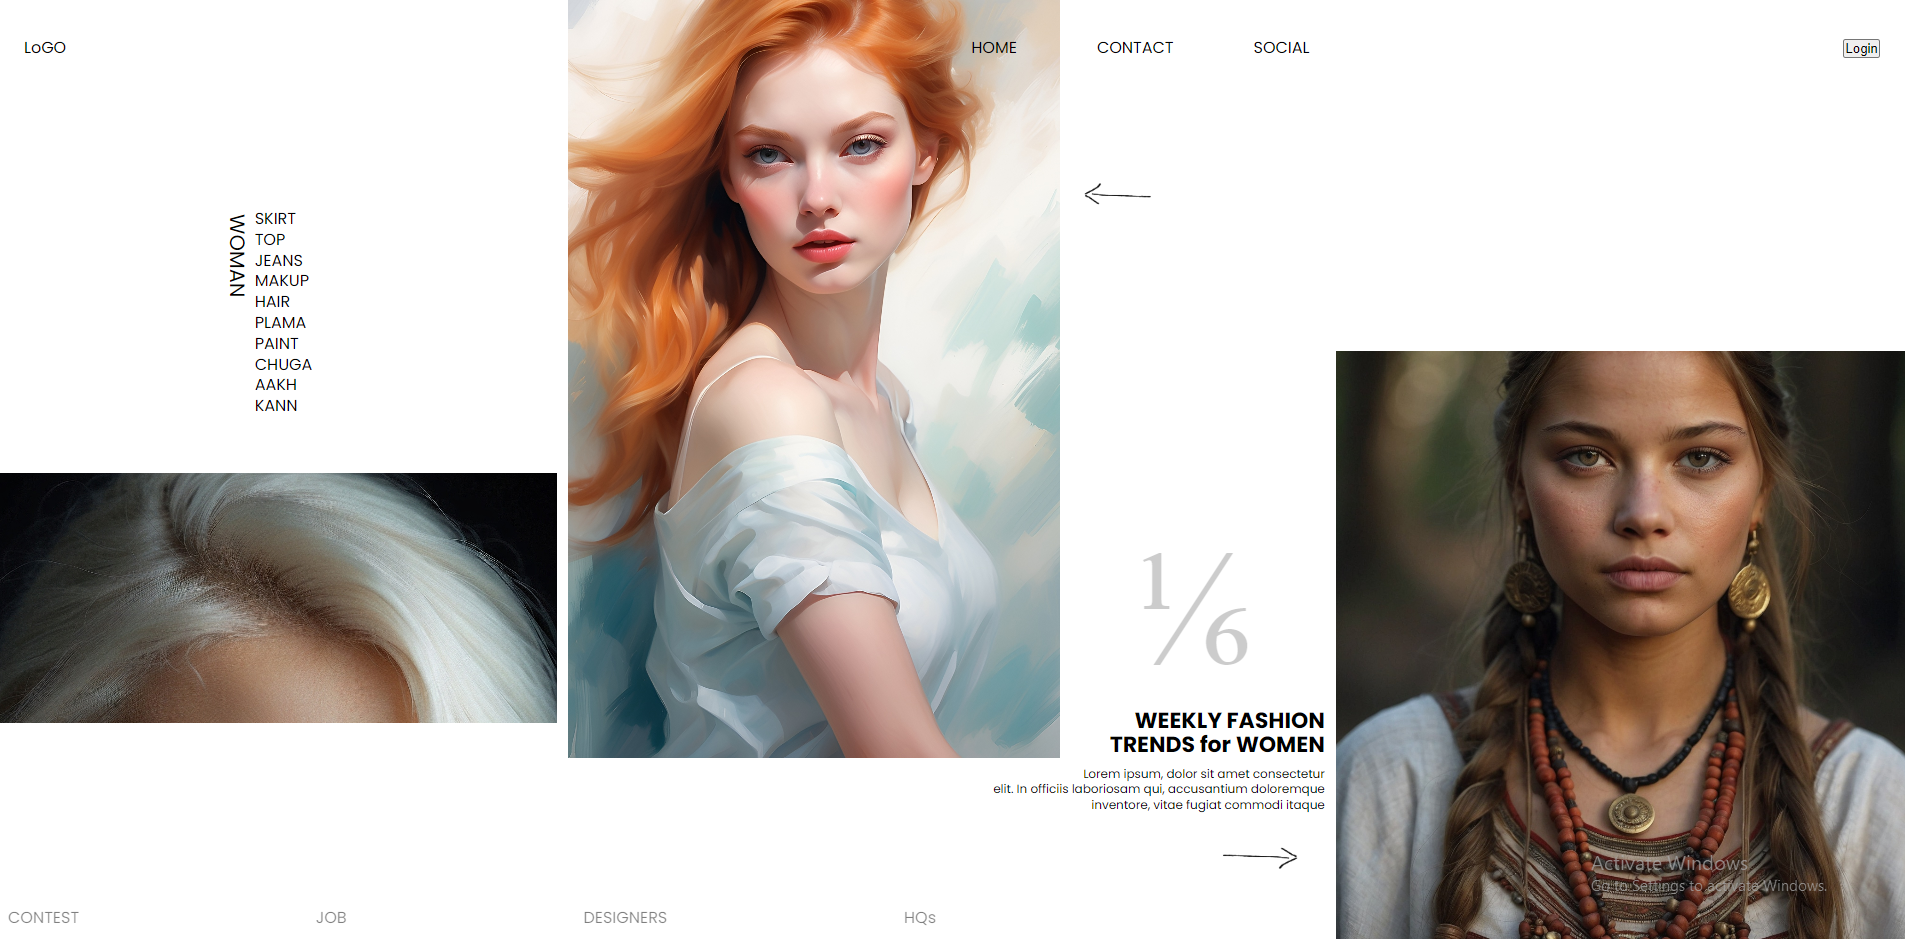 LoGO
HOME
CONTACT
SOCIAL
Login
WOMAN
SKIRT
TOP
JEANS
MAKUP
HAIR
PLAMA
PAINT
CHUGA
AAKH
KANN
⅙
WEEKLY FASHION
TRENDS for WOMEN
Lorem ipsum, dolor sit amet consectetur
elit. In officiis laboriosam qui, accusantium doloremque
inventore, vitae fugiat commodi itaque
Activate Windows
Go to Settings to activate Windows.
CONTEST
JOB
DESIGNERS
HQs